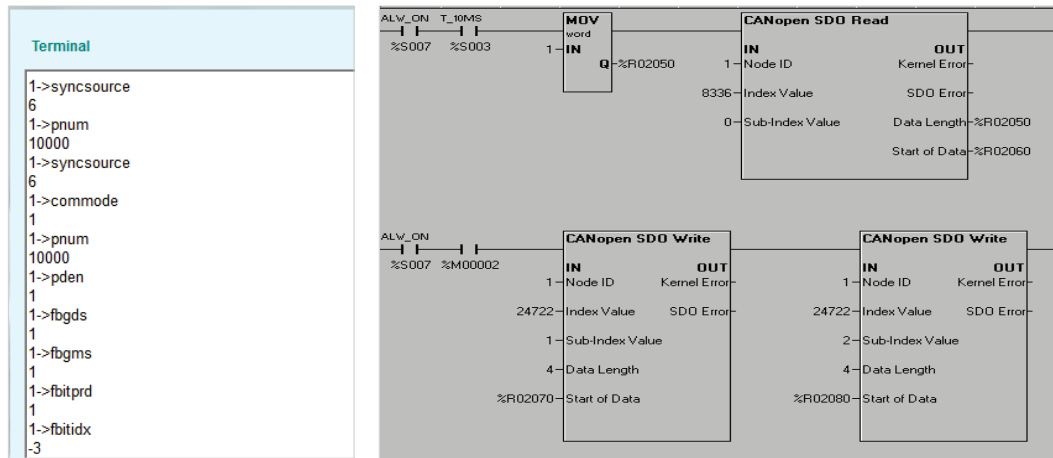 Terminal
1->syncsource
6
1->pnum
10000
1->syncsource
6
1->commode
1
1->pnum
10000
1->pden
1
1->fbgds
1
1->fbgms
1
1->fbitprd
1
1->fbitidx
-3
ALW_ON T_10MS MOV CANopen SDO Read
word
%S007 %S003 1 IN IN OUT
Q %R02050 1 Node ID Kernel Error
8336 Index Value SDO Error
0 Sub-Index Value Data Length %R02050
Start of Data %R02060
ALW_ON CANopen SDO Write CANopen SDO Write
%S007 %M00002 IN OUT IN OUT
1 Node ID Kernel Error 1 Node ID Kernel Error
24722 Index Value SDO Error 24722 Index Value SDO Error
1 Sub-Index Value 2 Sub-Index Value
4 Data Length 4 Data Length
%R02070 Start of Data %R02080 Start of Data